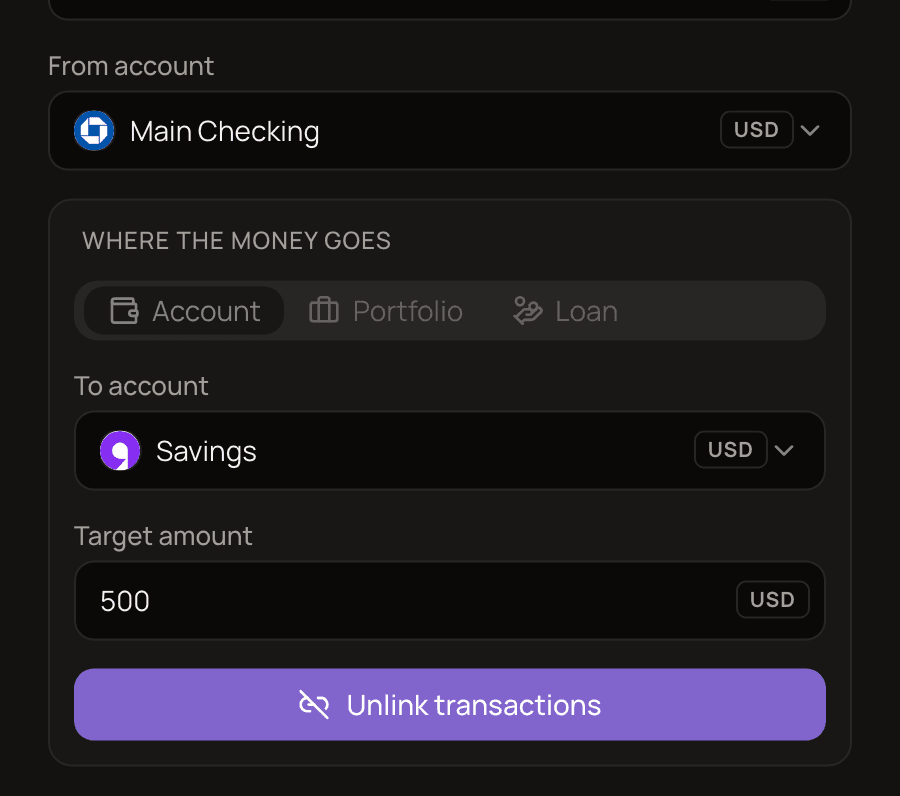 From account
Main Checking USD
WHERE THE MONEY GOES
Account Portfolio Loan
To account
Savings USD
Target amount
500 USD
Unlink transactions